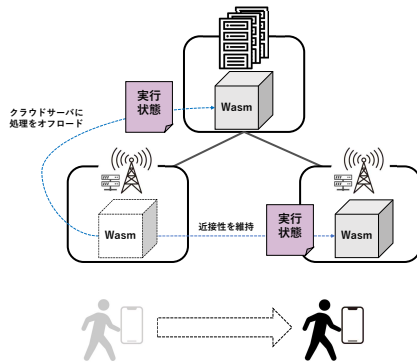 実行
状態
Wasm
クラウドサーバに
処理をオフロード
Wasm
近接性を維持
実行
状態
Wasm